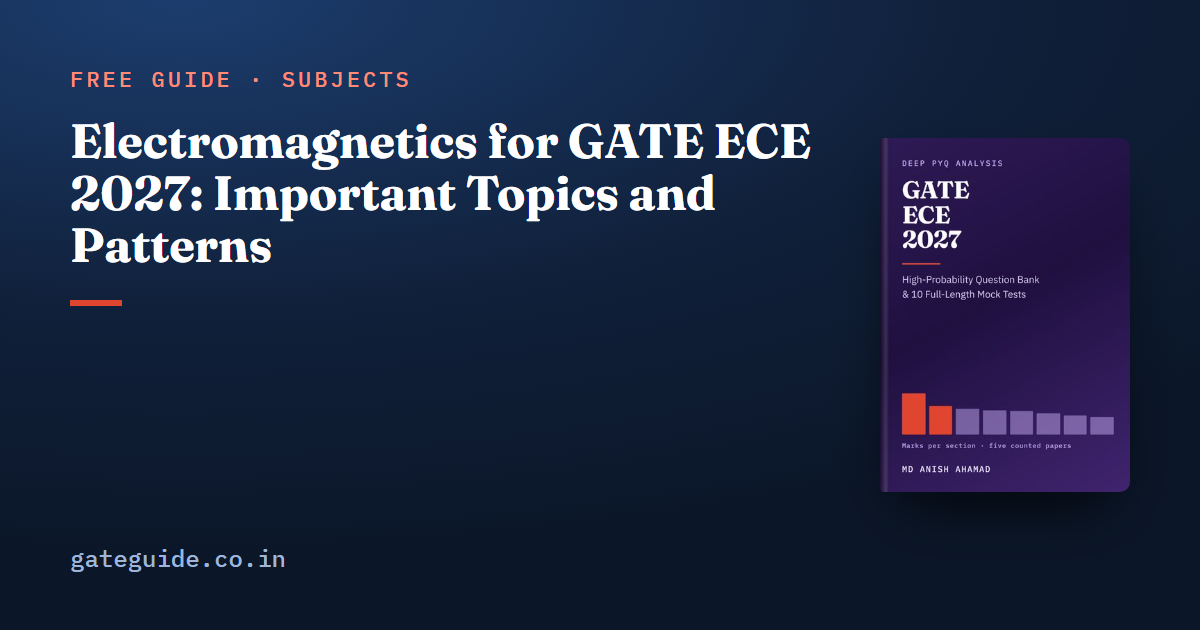 FREE GUIDE · SUBJECTS
Electromagnetics for GATE ECE
2027: Important Topics and
Patterns
gateguide.co.in
DEEP PYQ ANALYSIS
GATE
ECE
2027
High-Probability Question Bank
& 10 Full-Length Mock Tests
Marks per section · five counted papers
MD ANISH AHAMAD